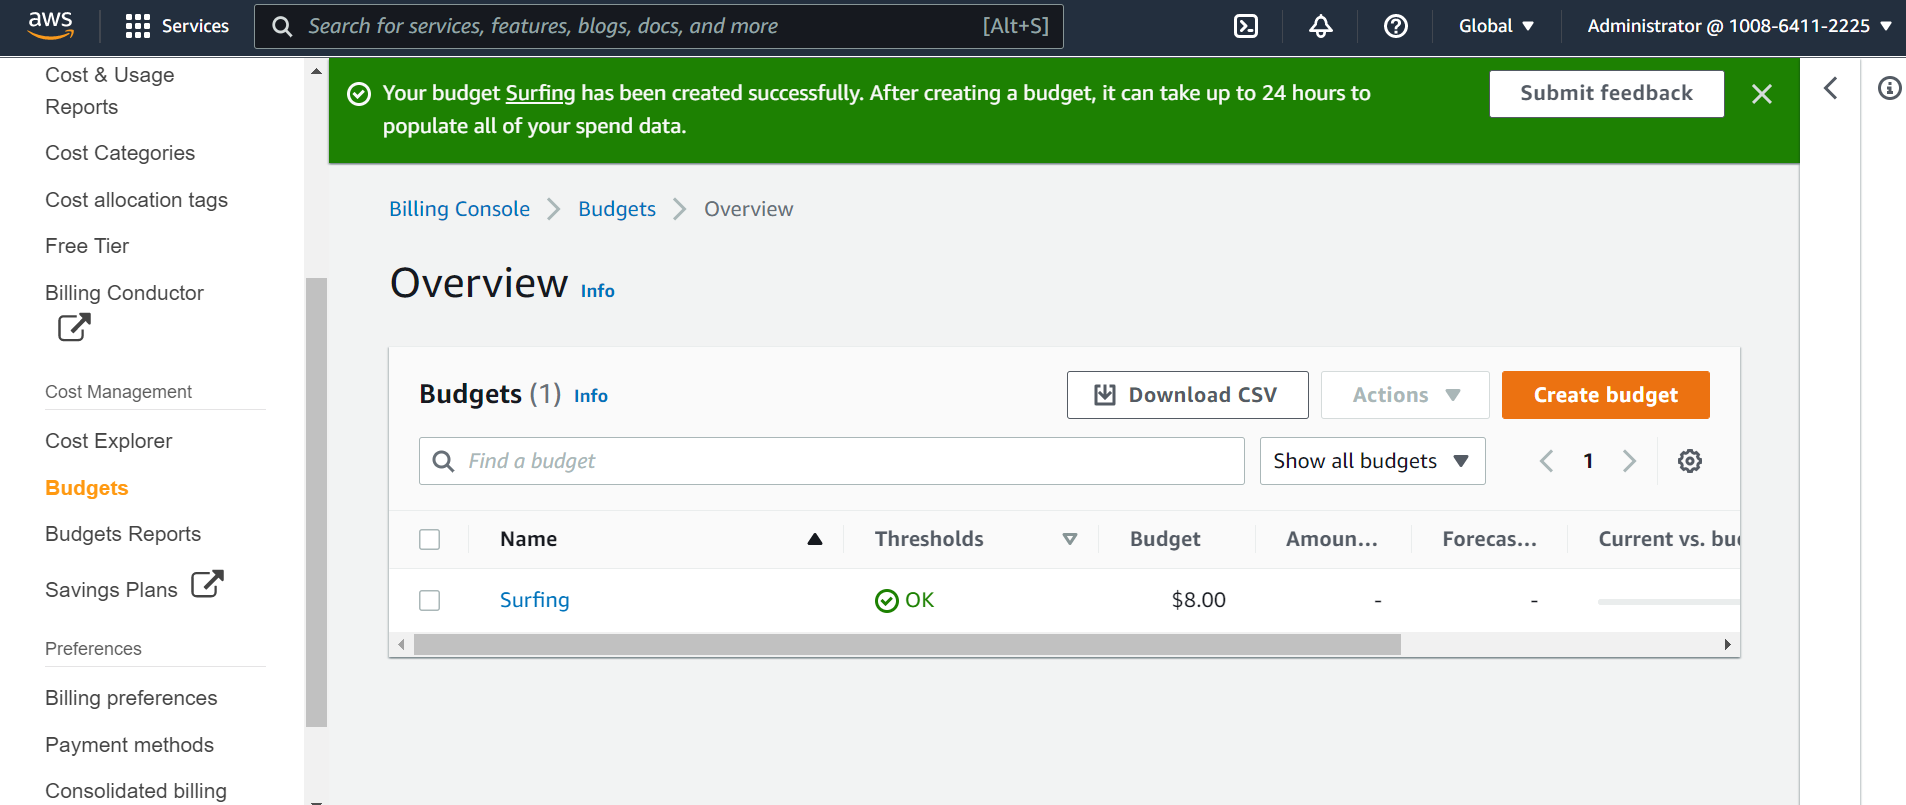 aws
Services
Search for services, features, blogs, docs, and more
[Alt+S]
Global
Administrator @ 1008-6411-2225
Cost & Usage
Reports
Cost Categories
Cost allocation tags
Free Tier
Billing Conductor
Cost Management
Cost Explorer
Budgets
Budgets Reports
Savings Plans
Preferences
Billing preferences
Payment methods
Consolidated billing
Your budget Surfing has been created successfully. After creating a budget, it can take up to 24 hours to
populate all of your spend data.
Submit feedback
Billing Console
Budgets
Overview
Overview Info
Budgets (1) Info
Download CSV
Actions
Create budget
Find a budget
Show all budgets
1
Name
Thresholds
Budget
Amoun...
Forecas...
Current vs. bu
Surfing
OK
$8.00
-
-